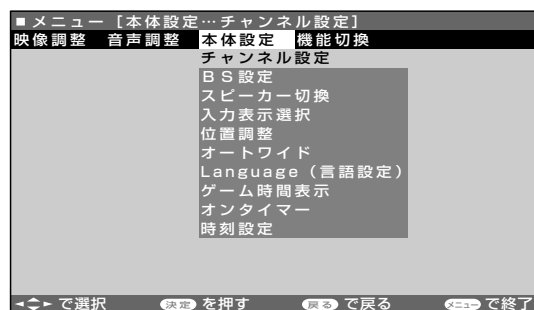 ■メニュー [本体設定…チャンネル設定]
映像調整 音声調整 本体設定 機能切換
チャンネル設定
BS設定
スピーカー切換
入力表示選択
位置調整
オートワイド
Language(言語設定)
ゲーム時間表示
オンタイマー
時刻設定
で選択 決定 を押す 戻る で戻る メニュー で終了